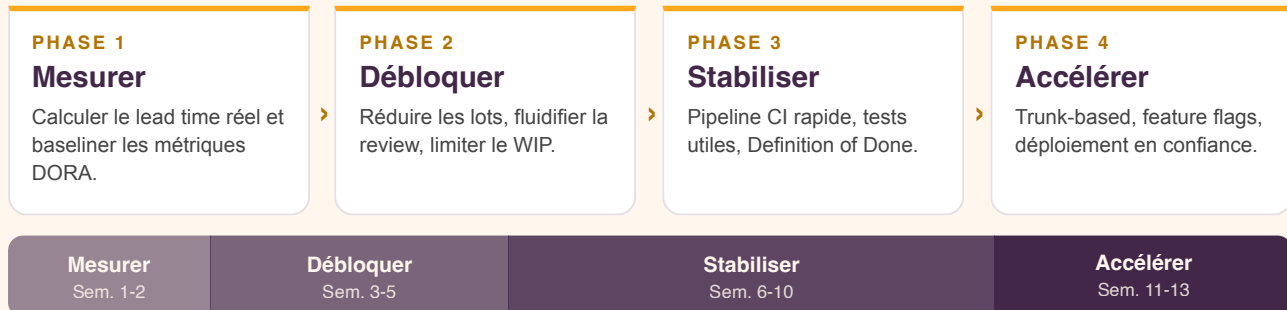 PHASE 1
Mesurer
Calculer le lead time réel et
baseliner les métriques
DORA.
›
PHASE 2
Débloquer
Réduire les lots, fluidifier la
review, limiter le WIP.
›
PHASE 3
Stabiliser
Pipeline CI rapide, tests
utiles, Definition of Done.
›
PHASE 4
Accélérer
Trunk-based, feature flags,
déploiement en confiance.
Mesurer
Sem. 1-2
Débloquer
Sem. 3-5
Stabiliser
Sem. 6-10
Accélérer
Sem. 11-13